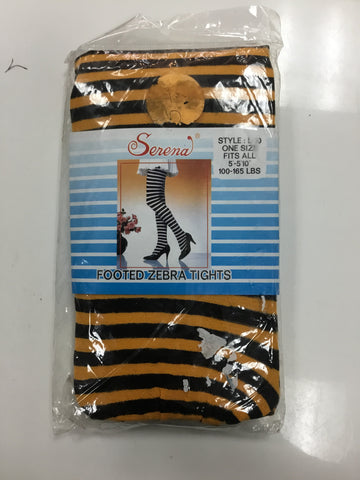 Serena
STYLE:
ONE SIZE
FITS ALL
5'-5'10"
100-165 LBS
FOOTED ZEBRA TIGHTS